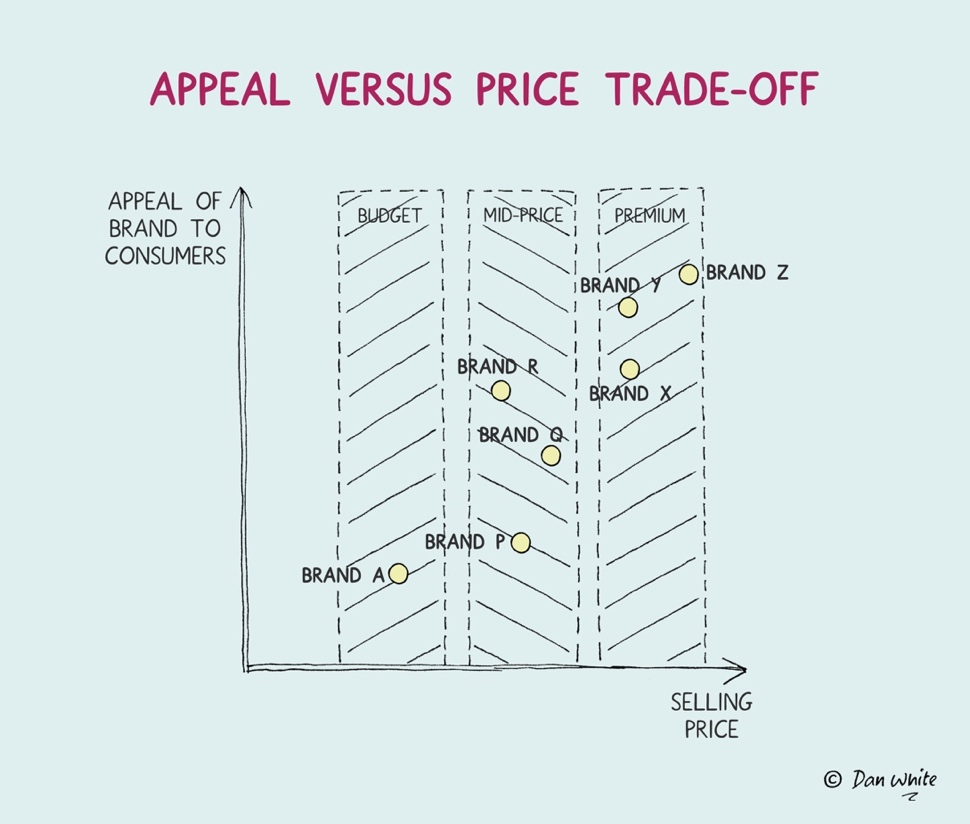 APPEAL VERSUS PRICE TRADE-OFF
APPEAL OF
BRAND TO
CONSUMERS
BUDGET
MID-PRICE
PREMIUM
BRAND Z
BRAND Y
BRAND R
BRAND X
BRAND Q
BRAND P
BRAND A
SELLING
PRICE
© Dan White